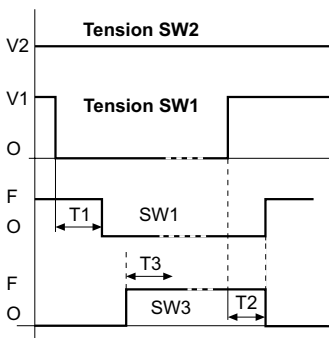 V2
Tension SW2
V1
Tension SW1
O
F
T1
SW1
O
T3
F
T2
O
SW3